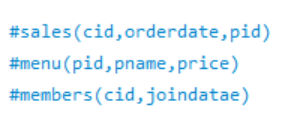 #sales(cid,orderdate,pid)
#menu(pid,pname,price)
#members(cid,joindatae)